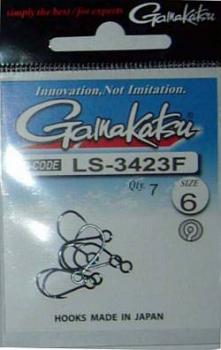 simply the best / for experts
Gamakatsu
Innovation, Not Imitation.
Gamakatsu
CODE LS-3423F
Qty. 7
SIZE
6
HOOKS MADE IN JAPAN